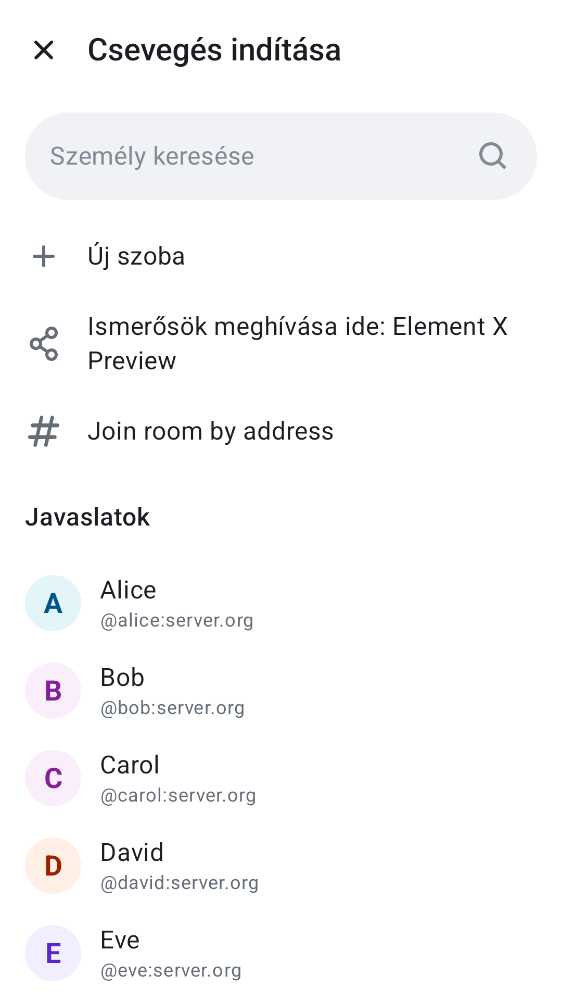 Csevegés indítása
Személy keresése
Új szoba
Ismerősök meghívása ide: Element X
Preview
Join room by address
Javaslatok
A
Alice
@alice:server.org
B
Bob
@bob:server.org
C
Carol
@carol:server.org
D
David
@david:server.org
E
Eve
@eve:server.org